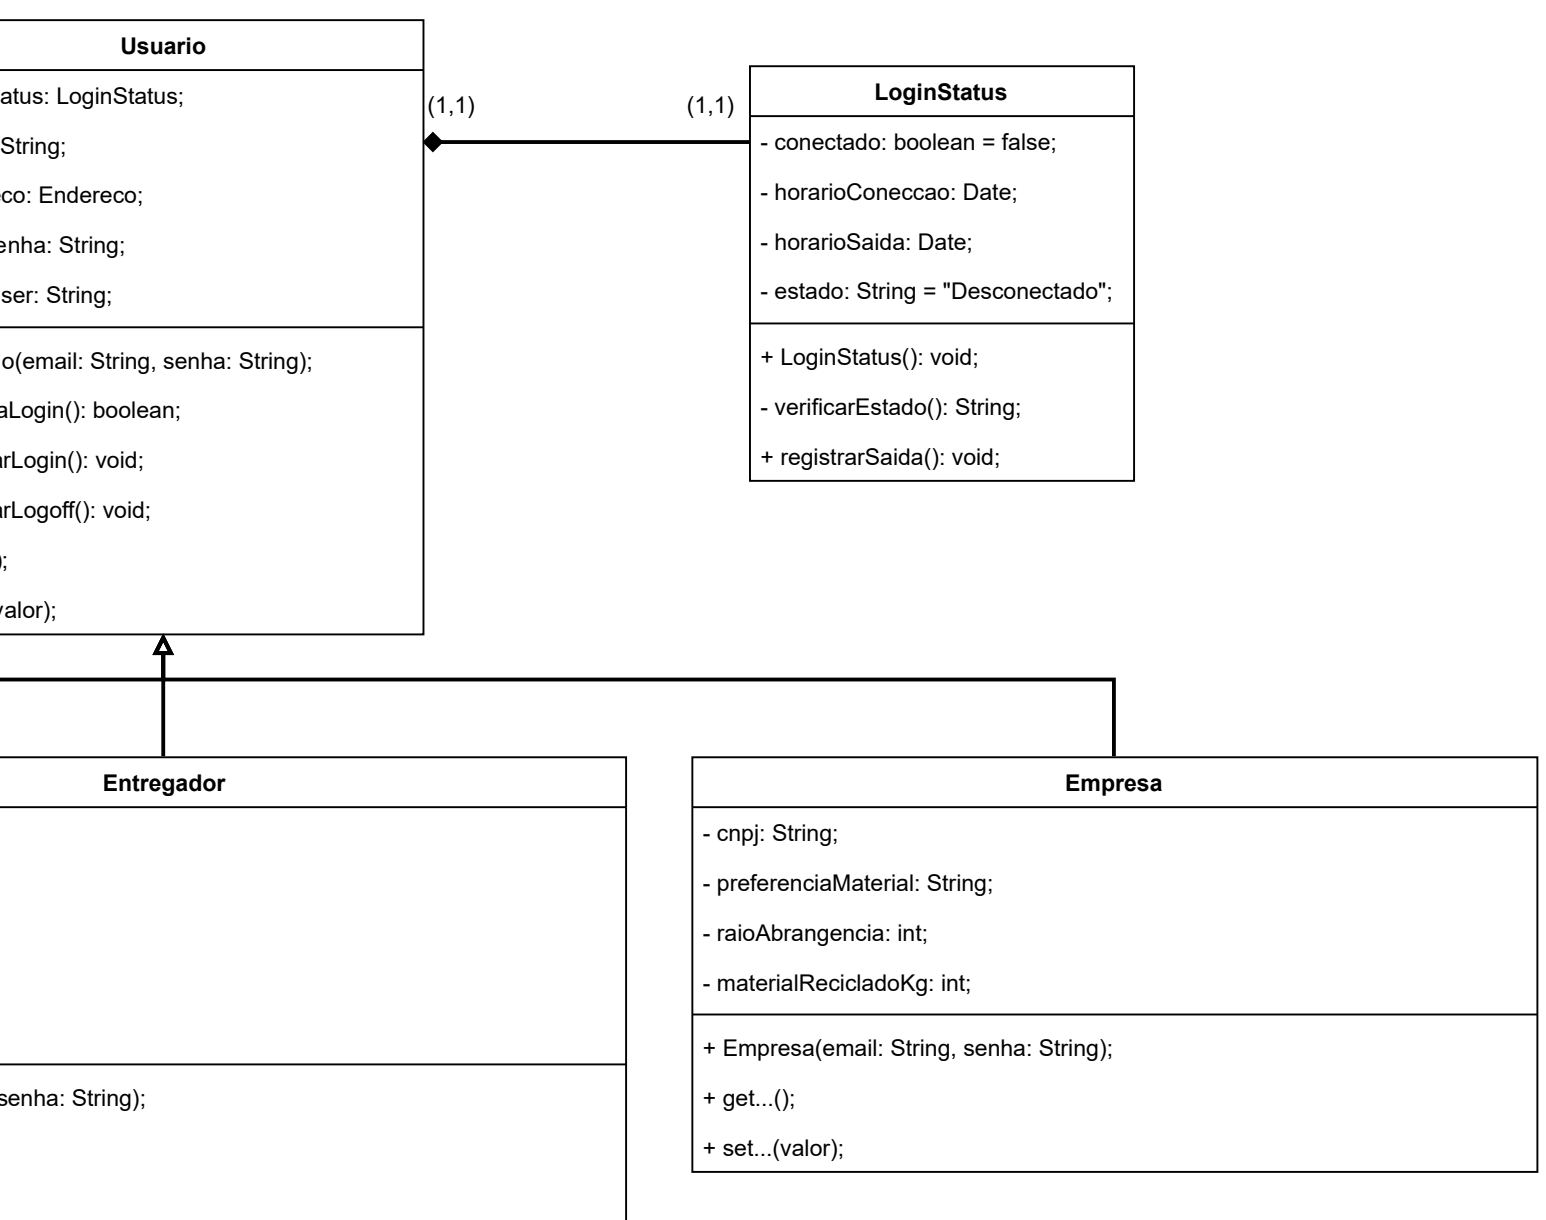 Usuario
atus: LoginStatus;
String;
co: Endereco;
enha: String;
ser: String;
o(email: String, senha: String);
aLogin(): boolean;
arLogin(): void;
arLogoff(): void;
);
valor);
(1,1)
(1,1)
LoginStatus
- conectado: boolean = false;
- horarioConeccao: Date;
- horarioSaida: Date;
- estado: String = "Desconectado";
+ LoginStatus(): void;
- verificarEstado(): String;
+ registrarSaida(): void;
Entregador
senha: String);
Empresa
- cnpj: String;
- preferenciaMaterial: String;
- raioAbrangencia: int;
- materialRecicladoKg: int;
+ Empresa(email: String, senha: String);
+ get...();
+ set...(valor);